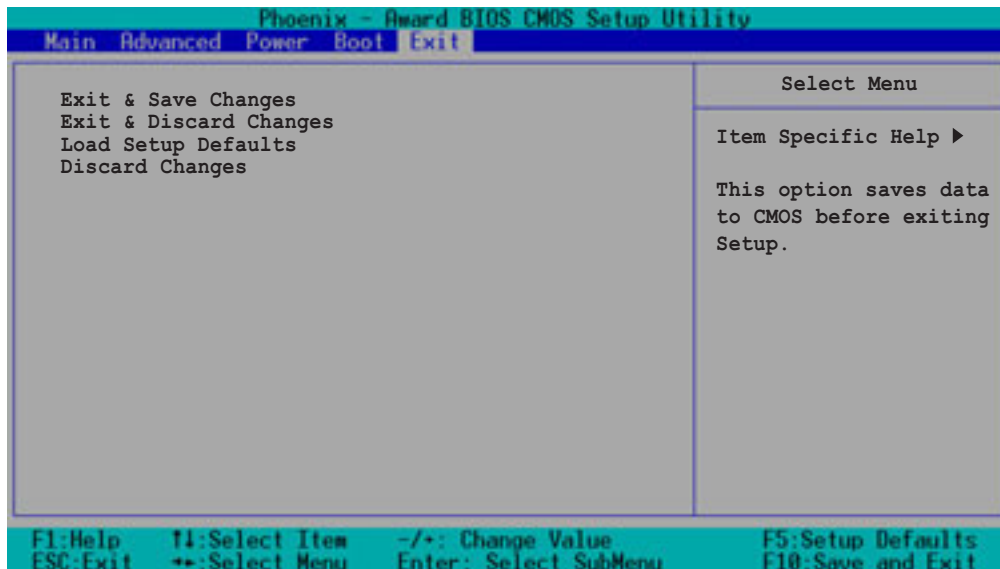 Phoenix - Award BIOS CMOS Setup Utility
Main Advanced Power Boot Exit
Exit & Save Changes
Exit & Discard Changes
Load Setup Defaults
Discard Changes
Select Menu
Item Specific Help ▶
This option saves data
to CMOS before exiting
Setup.
F1:Help ↑↓:Select Item -/+: Change Value F5:Setup Defaults
ESC:Exit →←:Select Menu Enter: Select SubMenu F10:Save and Exit